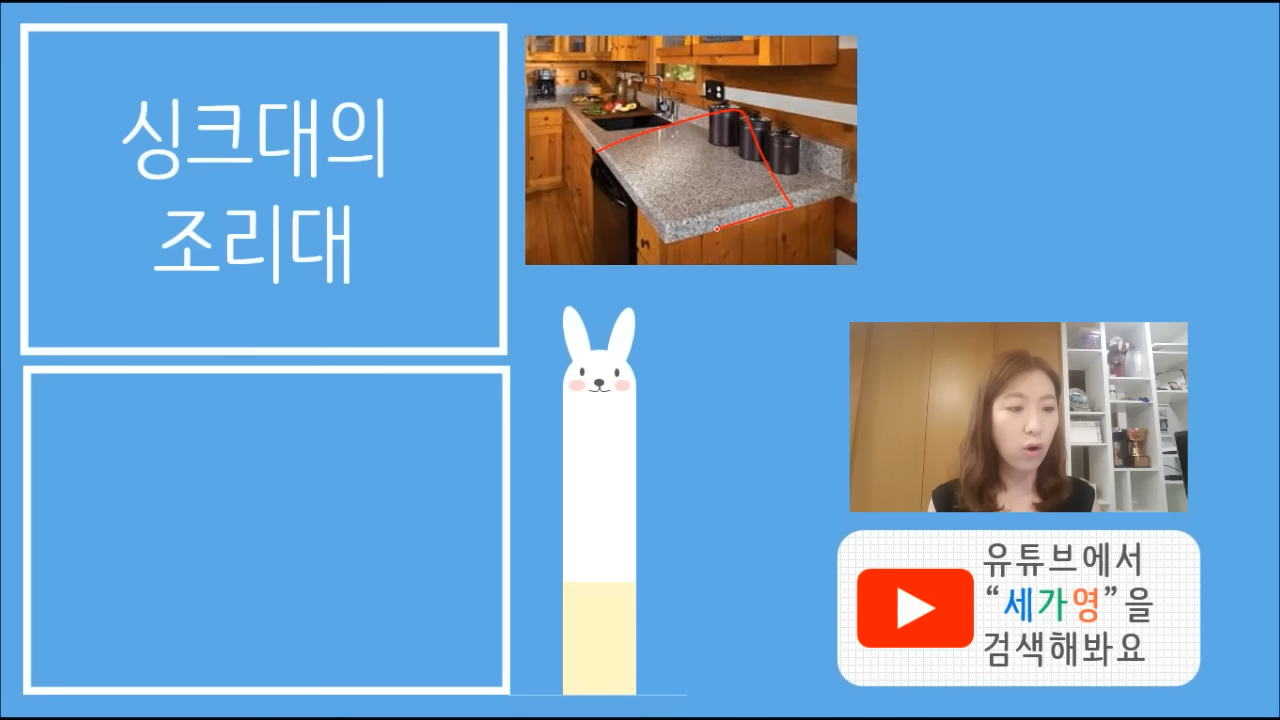 싱크대의
조리대
유튜브에서
“세가영”을
검색해봐요